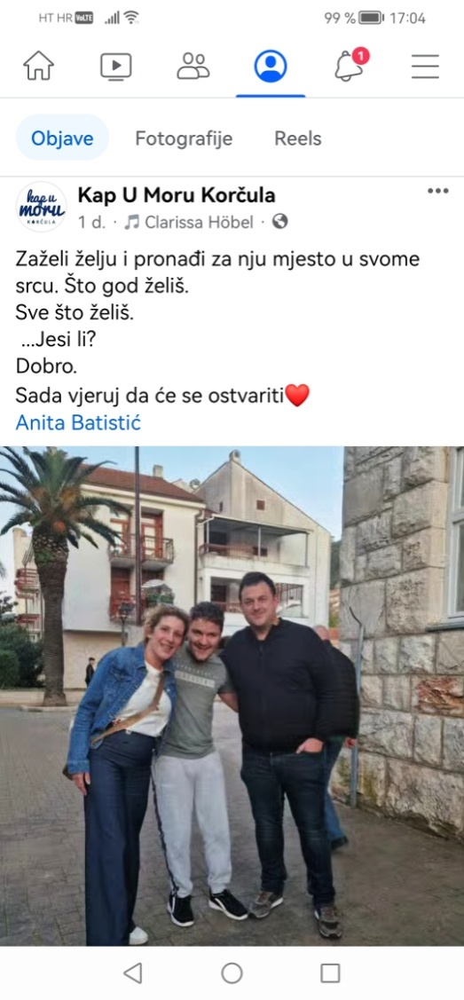 HT HR VoLTE 99 % 17:04
1
Objave Fotografije Reels
kap u
moru
KORČULA
Kap U Moru Korčula
1 d. · Clarissa Höbel ·
Zaželi želju i pronađi za nju mjesto u svome
srcu. Što god želiš.
Sve što želiš.
...Jesi li?
Dobro.
Sada vjeruj da će se ostvariti❤️
Anita Batistić